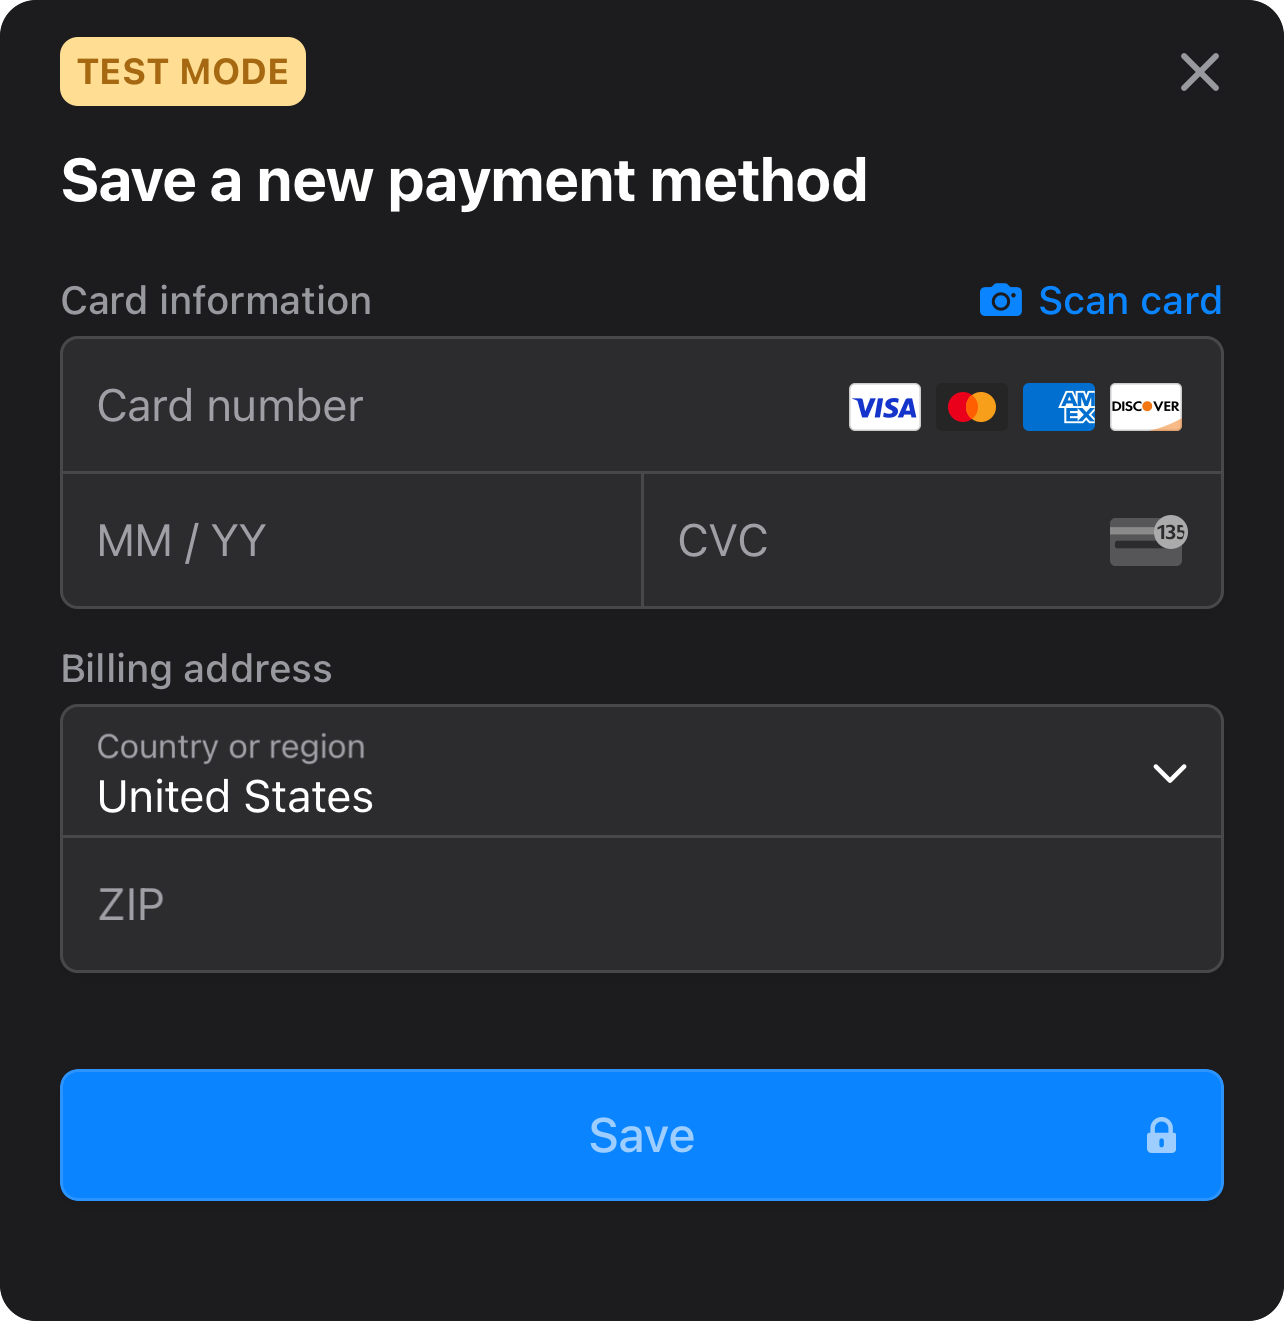 TEST MODE
Save a new payment method
Card information
Scan card
Card number
VISA
AM
EX
DISCOVER
MM / YY
CVC
135
Billing address
Country or region
United States
ZIP
Save